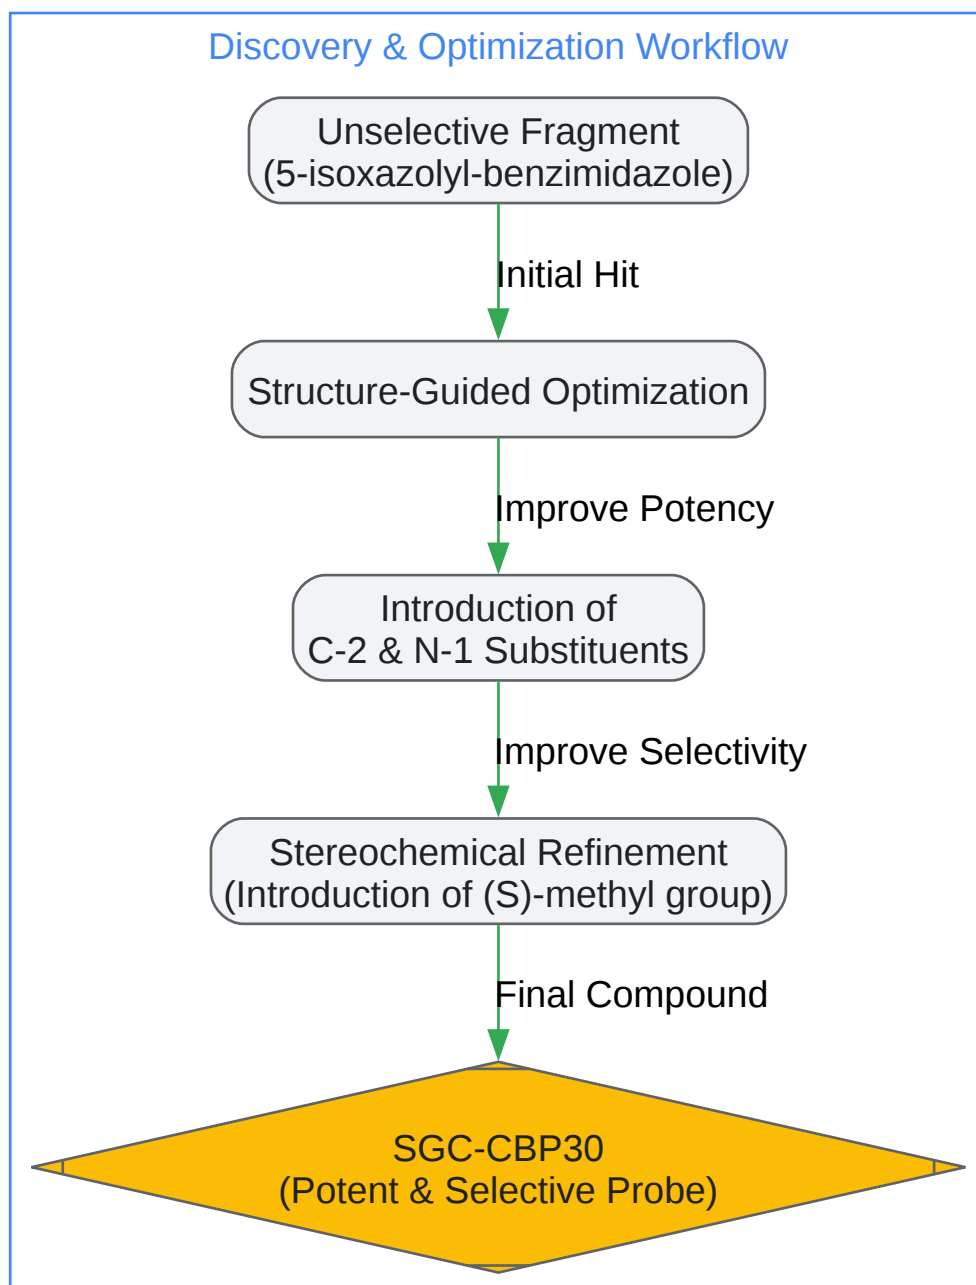 Discovery & Optimization Workflow
Unselective Fragment
(5-isoxazolyl-benzimidazole)
Initial Hit
Structure-Guided Optimization
Improve Potency
Introduction of
C-2 & N-1 Substituents
Improve Selectivity
Stereochemical Refinement
(Introduction of (S)-methyl group)
Final Compound
SGC-CBP30
(Potent & Selective Probe)